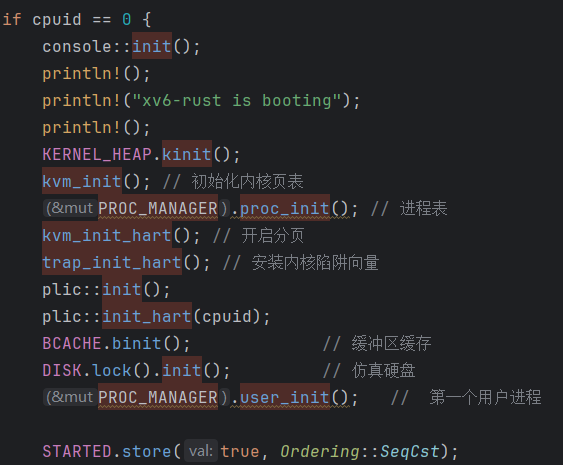 if cpuid == 0 {
    console::init();
    println!();
    println!("xv6-rust is booting");
    println!();
    KERNEL_HEAP.kinit();
    kvm_init(); // 初始化内核页表
    (&mut PROC_MANAGER).proc_init(); // 进程表
    kvm_init_hart(); // 开启分页
    trap_init_hart(); // 安装内核陷阱向量
    plic::init();
    plic::init_hart(cpuid);
    BCACHE.binit();             // 缓冲区缓存
    DISK.lock().init();         // 仿真硬盘
    (&mut PROC_MANAGER).user_init();   //  第一个用户进程
    STARTED.store( val: true, Ordering::SeqCst);